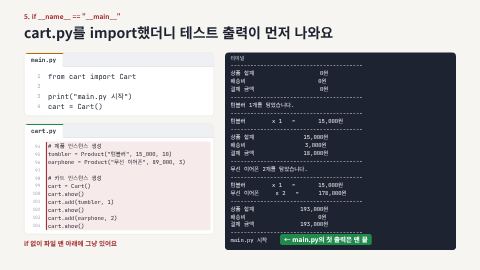 5. if __name__ == "__main__"
cart.py를 import했더니 테스트 출력이 먼저 나와요
main.py
1 from cart import Cart
2
3 print("main.py 시작")
4 cart = Cart()
cart.py
94 # 제품 인스턴스 생성
95 tumbler = Product("텀블러", 15_000, 10)
96 earphone = Product("무선 이어폰", 89_000, 3)
97
98 # 카트 인스턴스 생성
99 cart = Cart()
100 cart.show()
101 cart.add(tumbler, 1)
102 cart.show()
103 cart.add(earphone, 2)
104 cart.show()
if 없이 파일 맨 아래에 그냥 있어요
터미널
----------------------------------------
상품 합계 0원
배송비 0원
결제 금액 0원
----------------------------------------
텀블러 1개를 담았습니다.
----------------------------------------
텀블러 x 1 = 15,000원
----------------------------------------
상품 합계 15,000원
배송비 3,000원
결제 금액 18,000원
----------------------------------------
무선 이어폰 2개를 담았습니다.
----------------------------------------
텀블러 x 1 = 15,000원
무선 이어폰 x 2 = 178,000원
----------------------------------------
상품 합계 193,000원
배송비 0원
결제 금액 193,000원
----------------------------------------
main.py 시작
← main.py의 첫 출력은 맨 끝